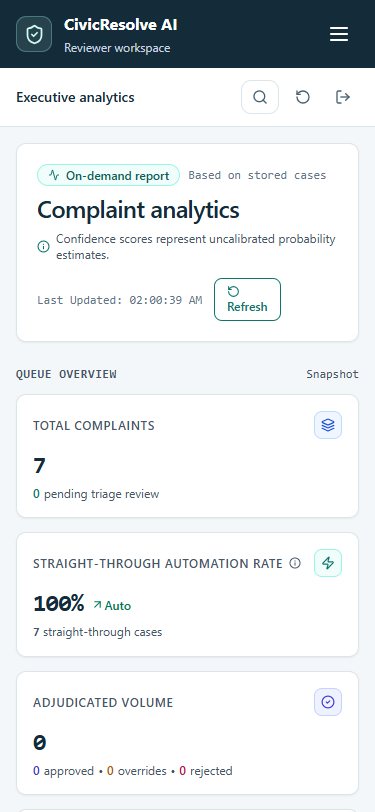 CivicResolve AI
Reviewer workspace
Executive analytics
On-demand report Based on stored cases
Complaint analytics
Confidence scores represent uncalibrated probability
estimates.
Last Updated: 02:00:39 AM
Refresh
QUEUE OVERVIEW Snapshot
TOTAL COMPLAINTS
7
0 pending triage review
STRAIGHT-THROUGH AUTOMATION RATE
100% Auto
7 straight-through cases
ADJUDICATED VOLUME
0
0 approved • 0 overrides • 0 rejected